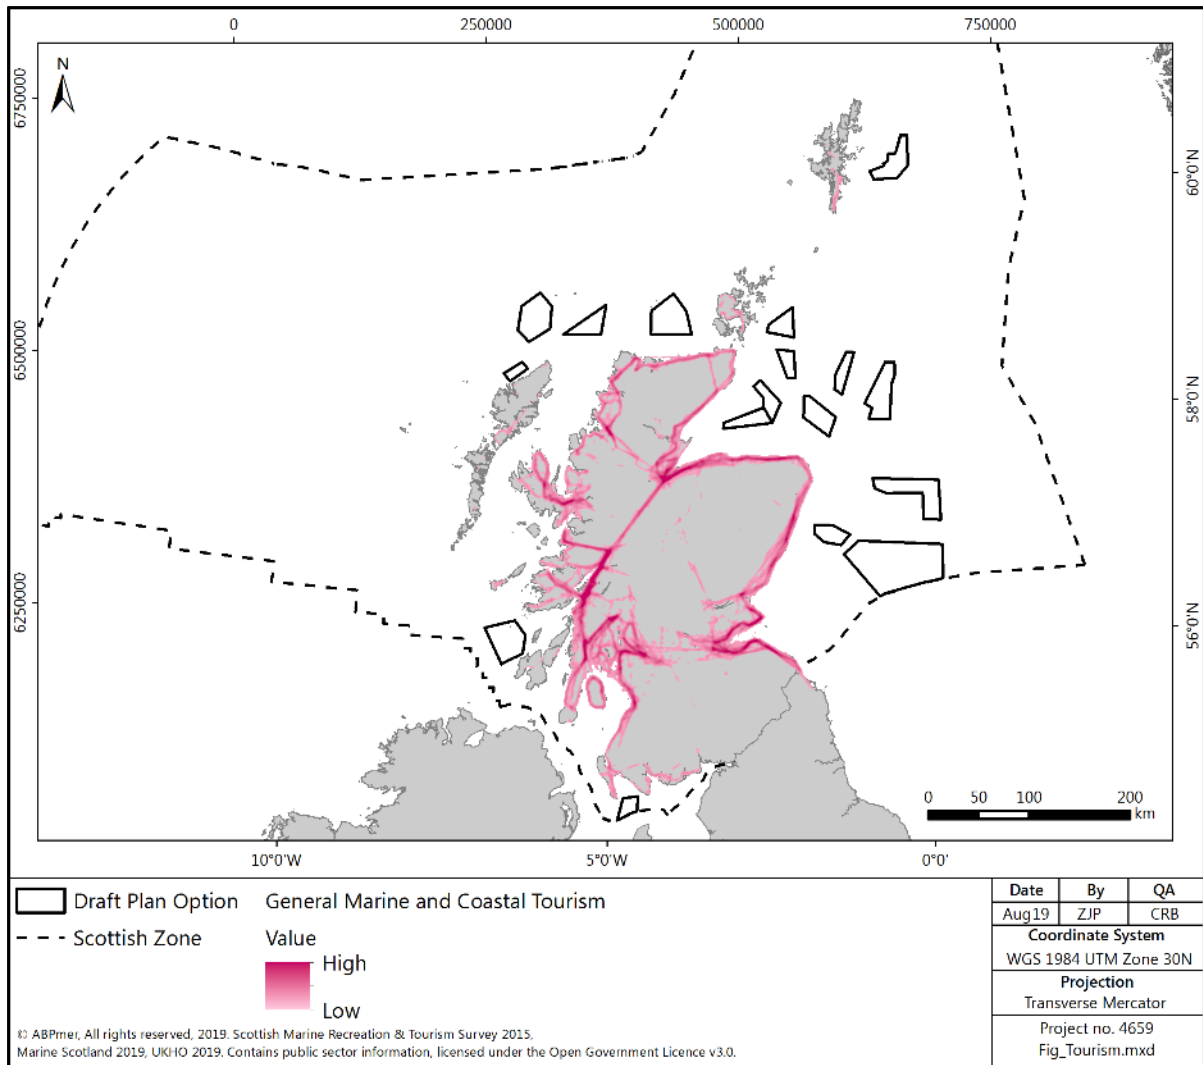 0 250000 500000 750000
N
6750000
6500000
6250000
60°0'N
58°0'N
56°0'N
0 50 100 200
km
10°0'W 5°0'W 0°0'
Draft Plan Option
Scottish Zone
General Marine and Coastal Tourism
Value
High
Low
Date By QA
Aug19 ZJP CRB
Coordinate System
WGS 1984 UTM Zone 30N
Projection
Transverse Mercator
Project no. 4659
Fig_Tourism.mxd
© ABPmer, All rights reserved, 2019. Scottish Marine Recreation & Tourism Survey 2015,
Marine Scotland 2019, UKHO 2019. Contains public sector information, licensed under the Open Government Licence v3.0.